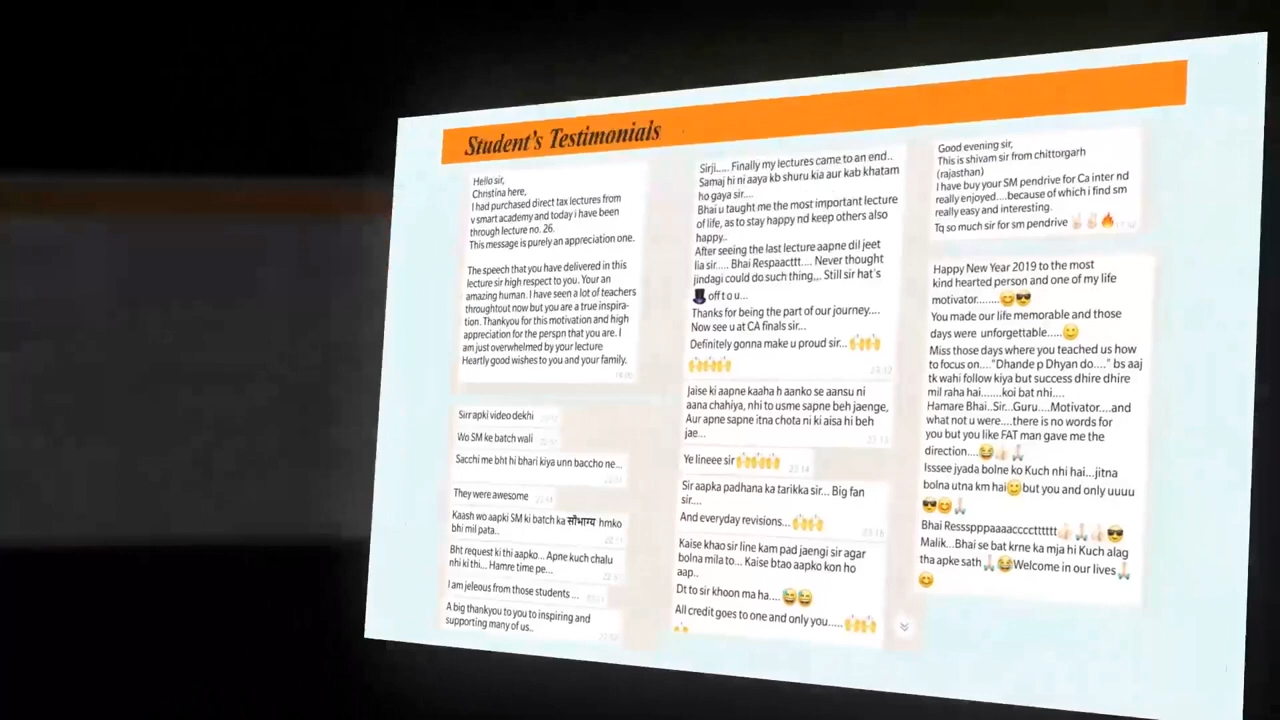 Student's Testimonials
Hello sir,
Christina here,
I had purchased direct tax lectures from
v smart academy and today i have been
through lecture no. 26.
This message is purely an appreciation one.
The speech that you have delivered in this
lecture sir high respect to you. Your an
amazing human. I have seen a lot of teachers
throughtout now but you are a true inspira-
tion. Thankyou for this motivation and high
appreciation for the perspn that you are. I
am just overwhelmed by your lecture
Heartly good wishes to you and your family.
Sirr apki video dekhi
Wo SM ke batch wali
Sacchi me bht hi bhari kiya unn baccho ne...
They were awesome
Kaash wo aapki SM ki batch ka सौभाग्य hmko
bhi mil pata..
Bht request ki thi aapko... Apne kuch chalu
nhi ki thi... Hamre time pe...
I am jeleous from those students ...
A big thankyou to you to inspiring and
supporting many of us..
Sirji..... Finally my lectures came to an end..
Samaj hi ni aaya kb shuru kia aur kab khatam
ho gaya sir....
Bhai u taught me the most important lecture
of life, as to stay happy nd keep others also
happy..
After seeing the last lecture aapne dil jeet
lia sir.... Bhai Respaacttt.... Never thought
jindagi could do such thing... Still sir hat's
🎩 off t o u...
Thanks for being the part of our journey....
Now see u at CA finals sir...
Definitely gonna make u proud sir... 🙌🙌
🙌🙌🙌
23:12
Jaise ki aapne kaaha h aanko se aansu ni
aana chahiya, nhi to usme sapne beh jaenge,
Aur apne sapne itna chota ni ki aisa hi beh
jae...
23:13
Ye lineee sir🙌🙌🙌 23:14
Sir aapka padhana ka tarikka sir... Big fan
sir....
And everyday revisions... 🙌🙌
Kaise khao sir line kam pad jaengi sir agar
bolna mila to... Kaise btao aapko kon ho
aap..
Dt to sir khoon ma ha.... 😅😅
All credit goes to one and only you..... 🙌🙌
Good evening sir,
This is shivam sir from chittorgarh
(rajasthan)
I have buy your SM pendrive for Ca inter nd
really enjoyed....because of which i find sm
really easy and interesting.
Tq so much sir for sm pendrive
Happy New Year 2019 to the most
kind hearted person and one of my life
motivator........😊😎
You made our life memorable and those
days were unforgettable.....😊
Miss those days where you teached us how
to focus on...."Dhande p Dhyan do...." bs aaj
tk wahi follow kiya but success dhire dhire
mil raha hai.......koi bat nhi....
Hamare Bhai..Sir...Guru....Motivator....and
what not u were....there is no words for
you but you like FAT man gave me the
direction....😂👍🙏
Isssee jyada bolne ko Kuch nhi hai...jitna
bolna utna km hai😊but you and only uuuu
😎😊🙏
Bhai Ressspppaaaacccctttttt👍🙏👍😎
Malik...Bhai se bat krne ka mja hi Kuch alag
tha apke sath🙏😂Welcome in our lives🙏
😊